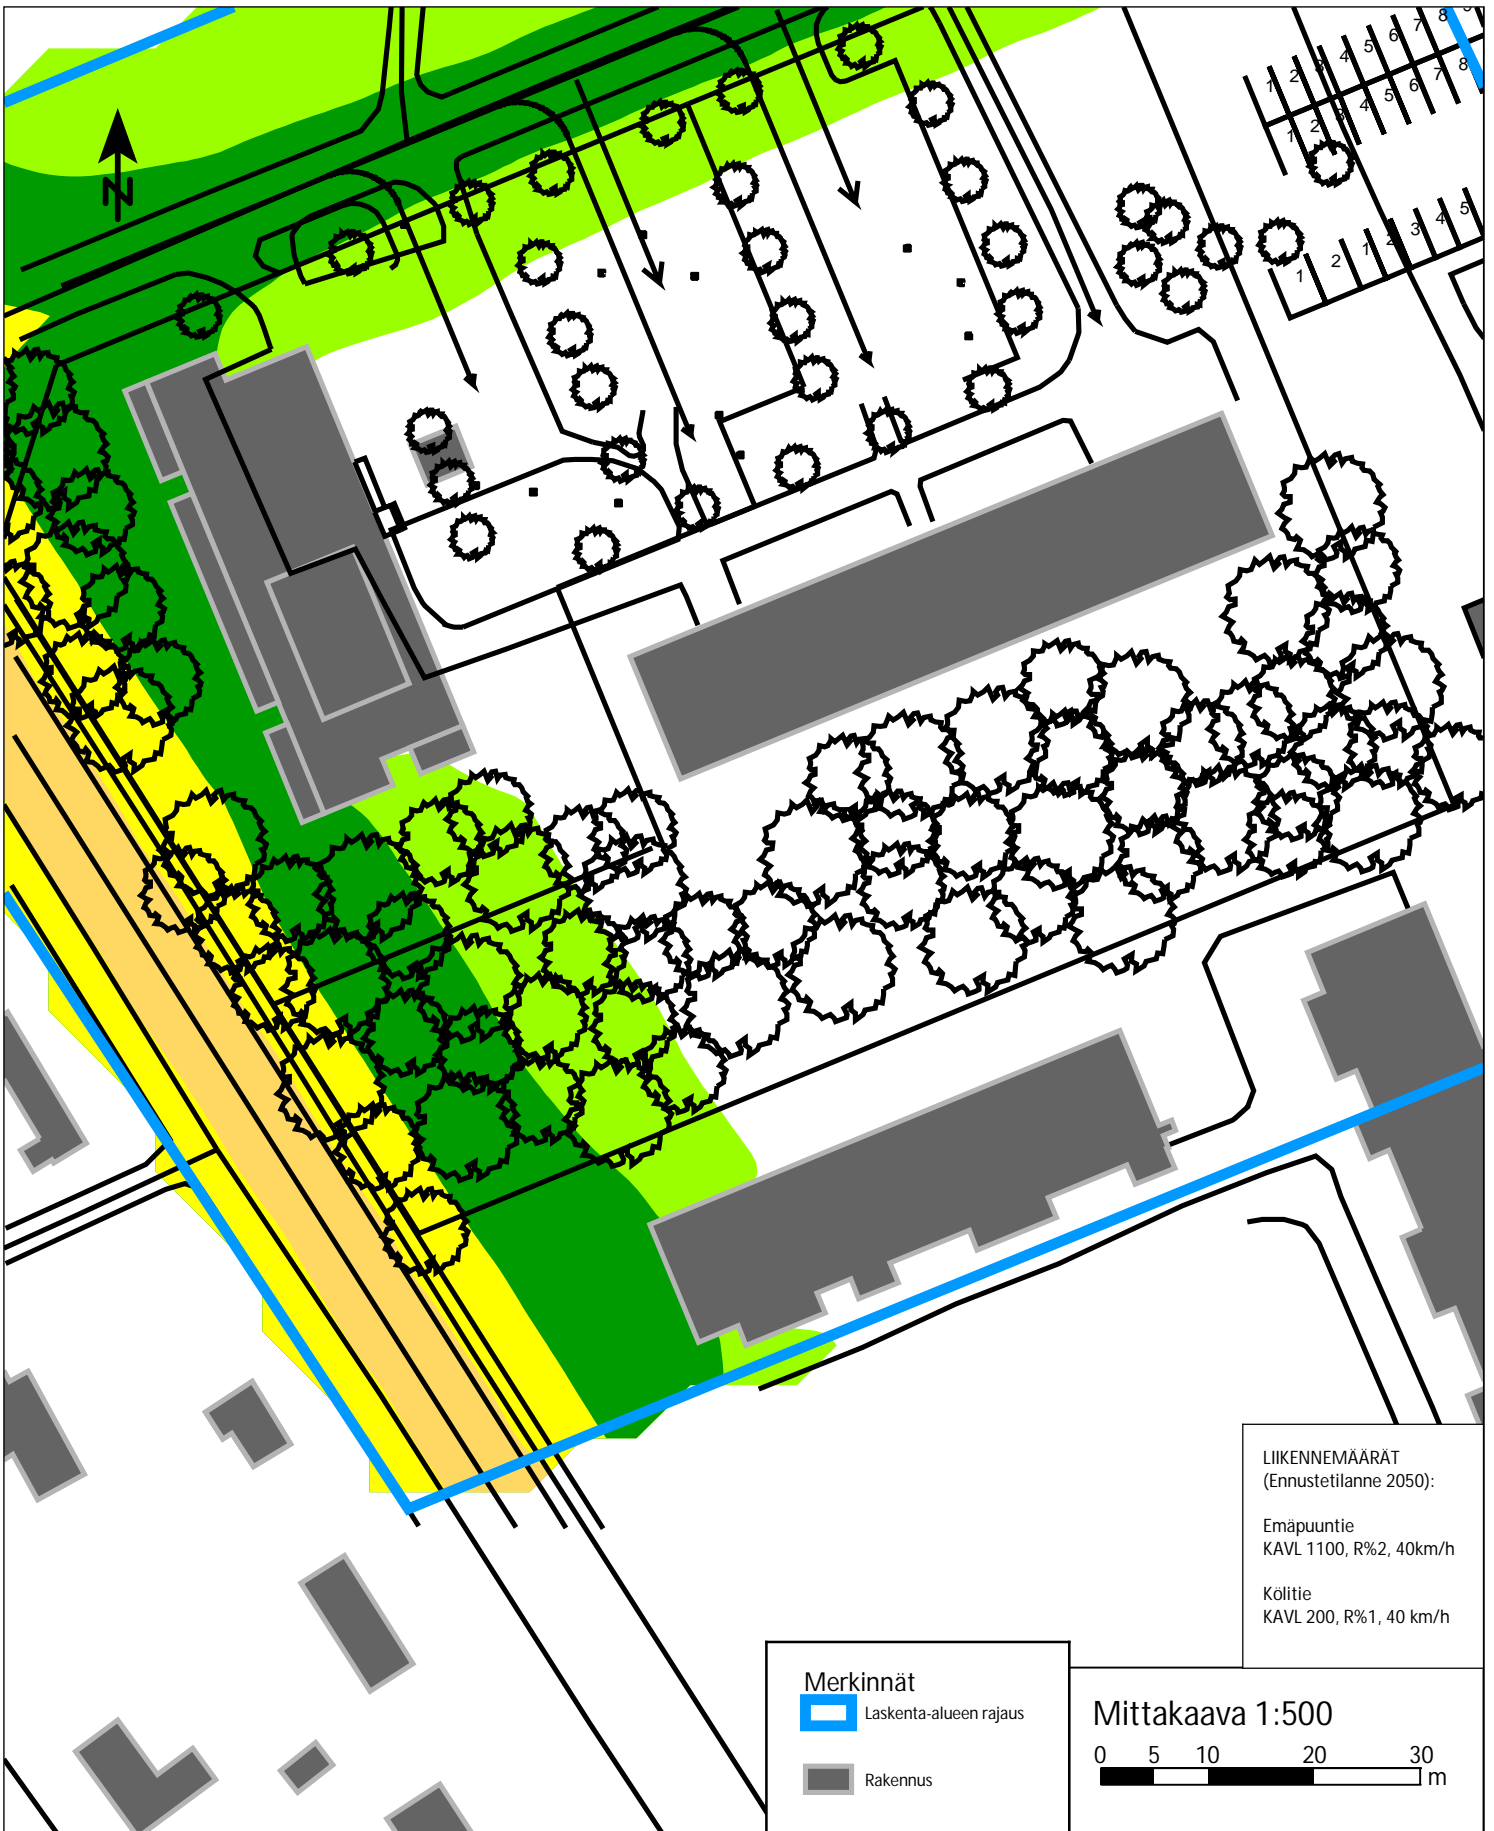 8
7
6
5
4
3
2
1
8
7
6
5
4
3
2
1
N
5
4
3
2
1
2
1
LIIKENNEMÄÄRÄT
(Ennustetilanne 2050):
Emäpuuntie
KAVL 1100, R%2, 40km/h
Kölitie
KAVL 200, R%1, 40 km/h
Merkinnät
Laskenta-alueen rajaus
Rakennus
Mittakaava 1:500
0 5 10 20 30
m